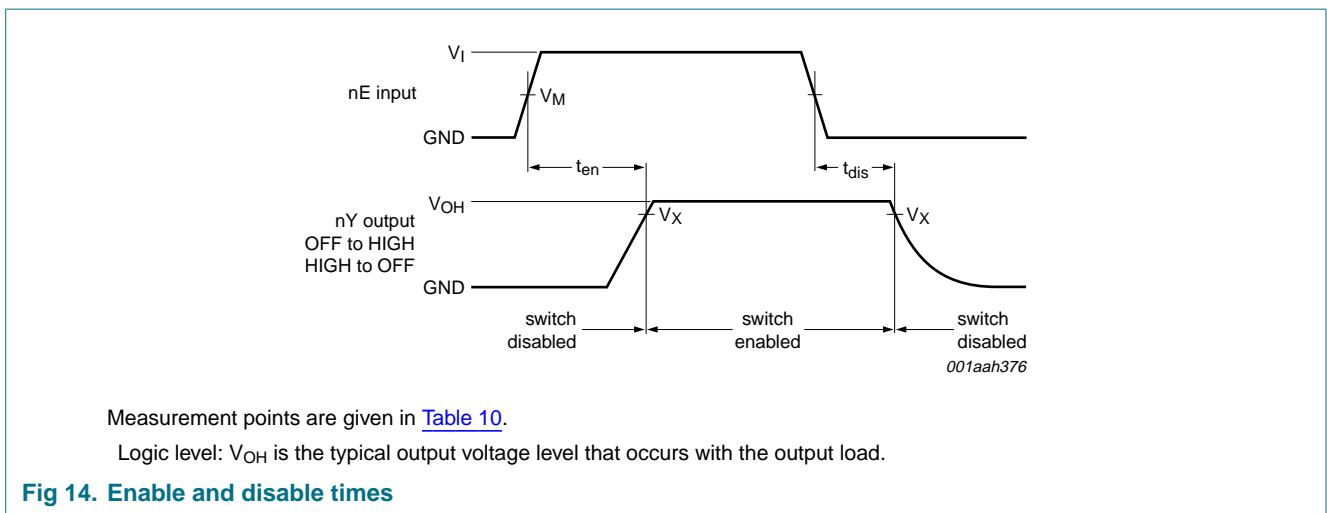 V_I
nE input
V_M
GND
t_en
t_dis
V_OH
nY output
OFF to HIGH
HIGH to OFF
V_X
V_X
GND
switch
disabled
switch
enabled
switch
disabled
001aah376
Measurement points are given in Table 10.
Logic level: V_OH is the typical output voltage level that occurs with the output load.
Fig 14. Enable and disable times